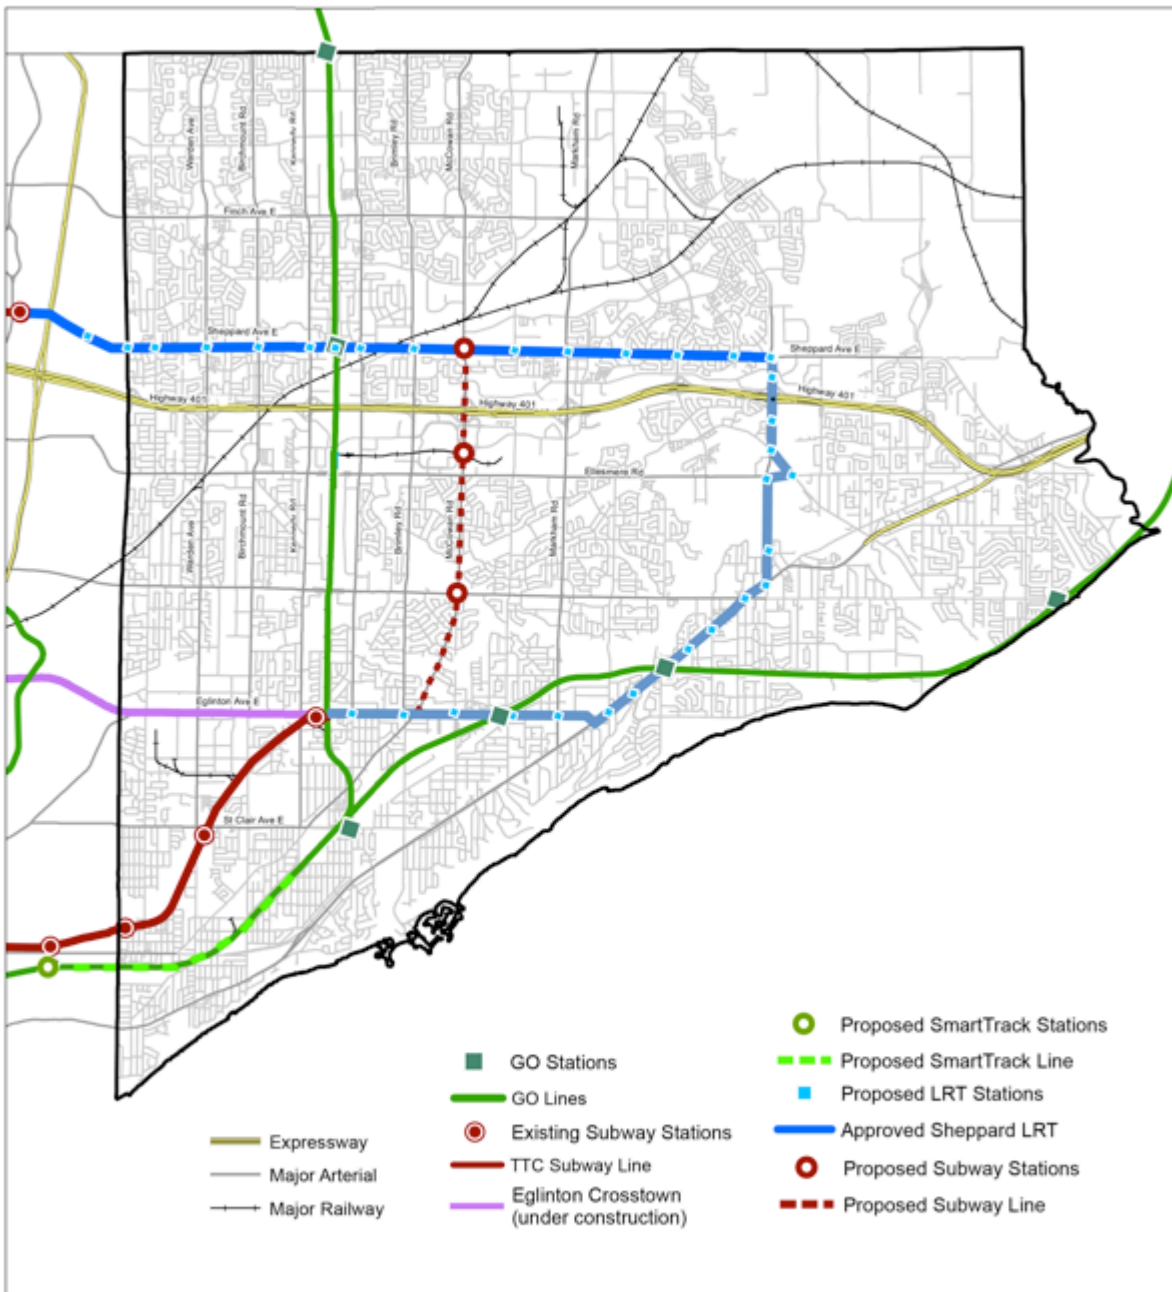 Warden Ave
Birchmount Rd
Kennedy Rd
Brimley Rd
McCowan Rd
Markham Rd
Finch Ave E
Sheppard Ave E
Sheppard Ave E
Highway 401
Highway 401
Highway 401
Ellesmere Rd
Warden Ave
Birchmount Rd
Kennedy Rd
Brimley Rd
McCowan Rd
Markham Rd
Eglinton Ave E
St Clair Ave E
GO Stations
GO Lines
Existing Subway Stations
TTC Subway Line
Eglinton Crosstown
(under construction)
Expressway
Major Arterial
Major Railway
Proposed SmartTrack Stations
Proposed SmartTrack Line
Proposed LRT Stations
Approved Sheppard LRT
Proposed Subway Stations
Proposed Subway Line